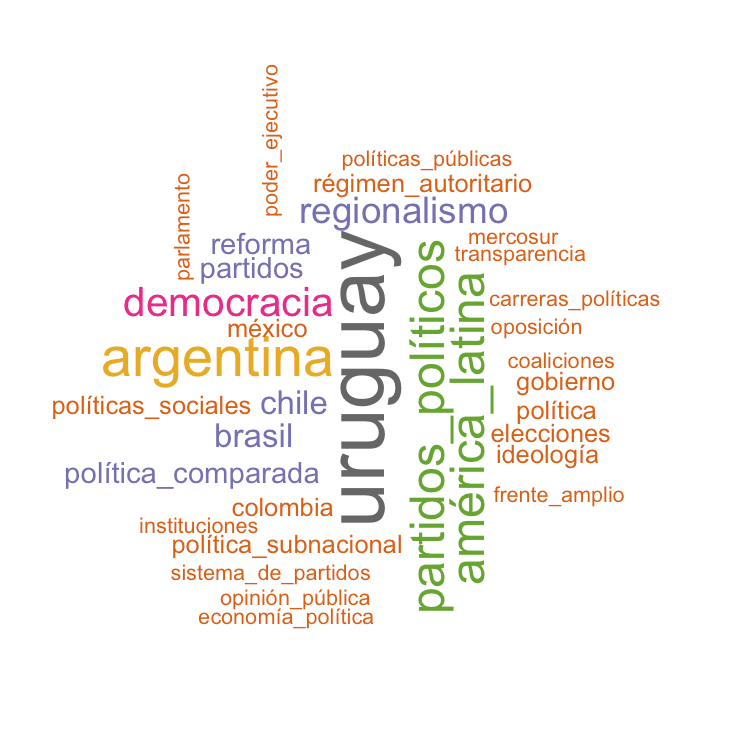 poder_ejecutivo
políticas_públicas
parlamento
régimen_autoritario
regionalismo
mercosur
reforma
transparencia
partidos
democracia
carreras_políticas
méxico
oposición
argentina
uruguay
partidos_políticos
américa_latina
coaliciones
gobierno
políticas_sociales
chile
política
brasil
elecciones
ideología
política_comparada
frente_amplio
colombia
instituciones
política_subnacional
sistema_de_partidos
opinión_pública
economía_política